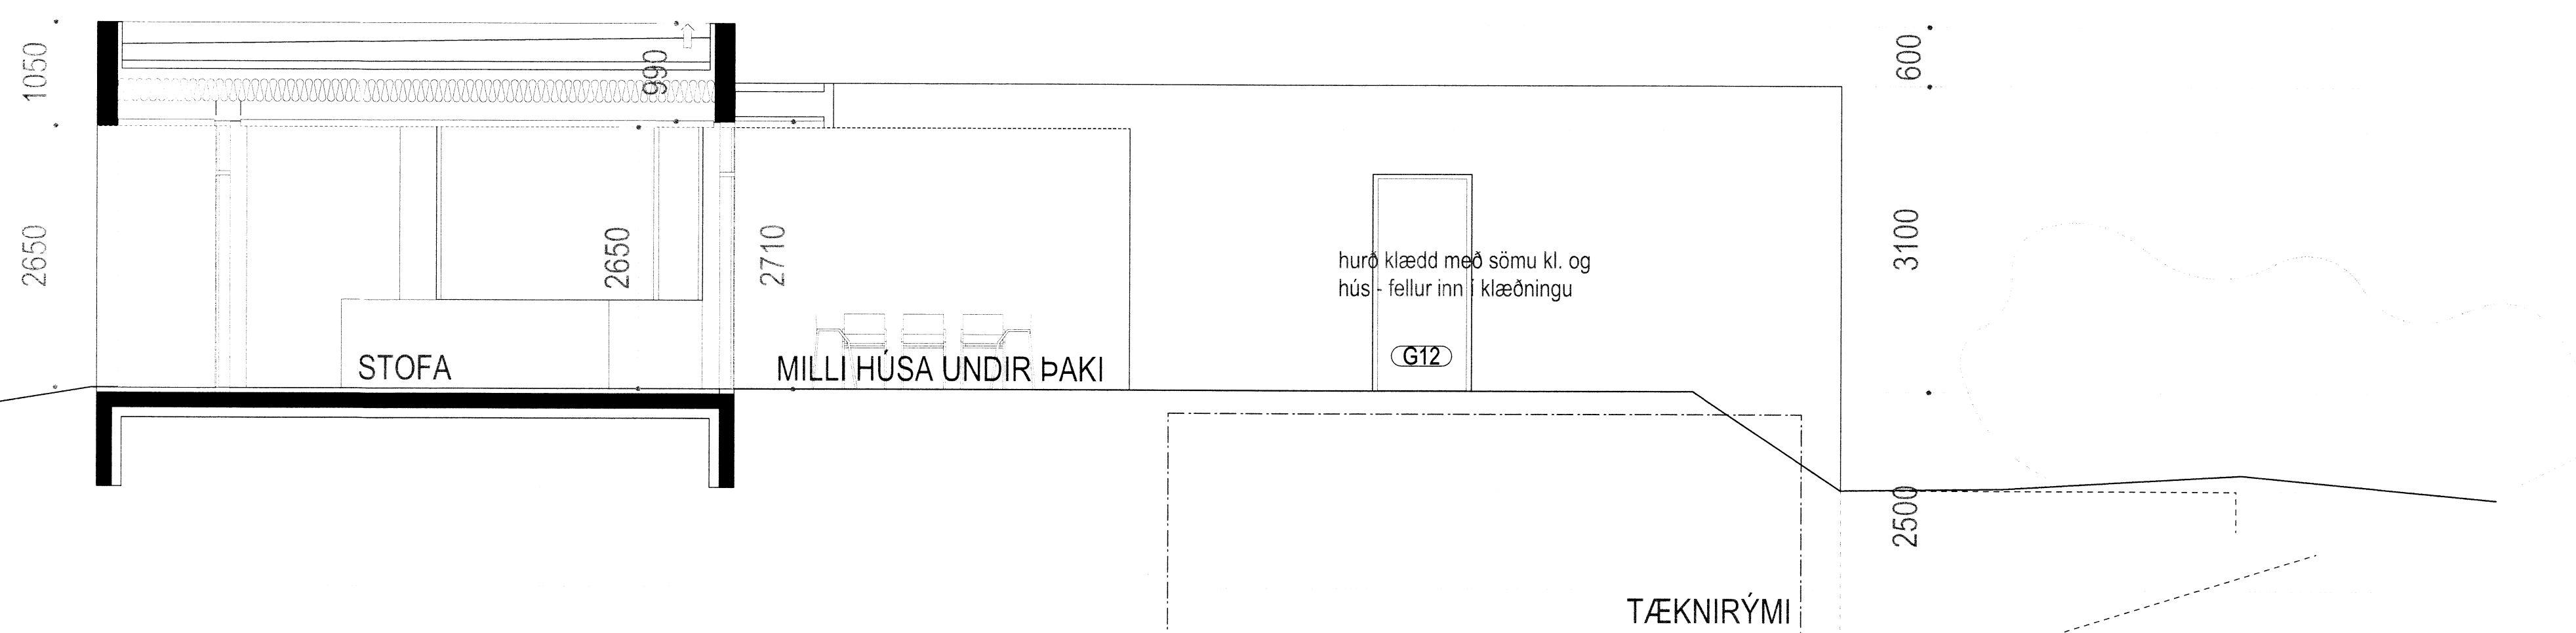 1050
990
600
2650
2650
2710
3100
hurð klædd með sömu kl. og
hús - fellur inn í klæðningu
STOFA
MILLI HÚSA UNDIR ÞAKI
G12
2500
TÆKNIRÝMI